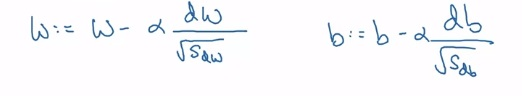 w := w - α dw/√S_dw    b := b - α db/√S_db